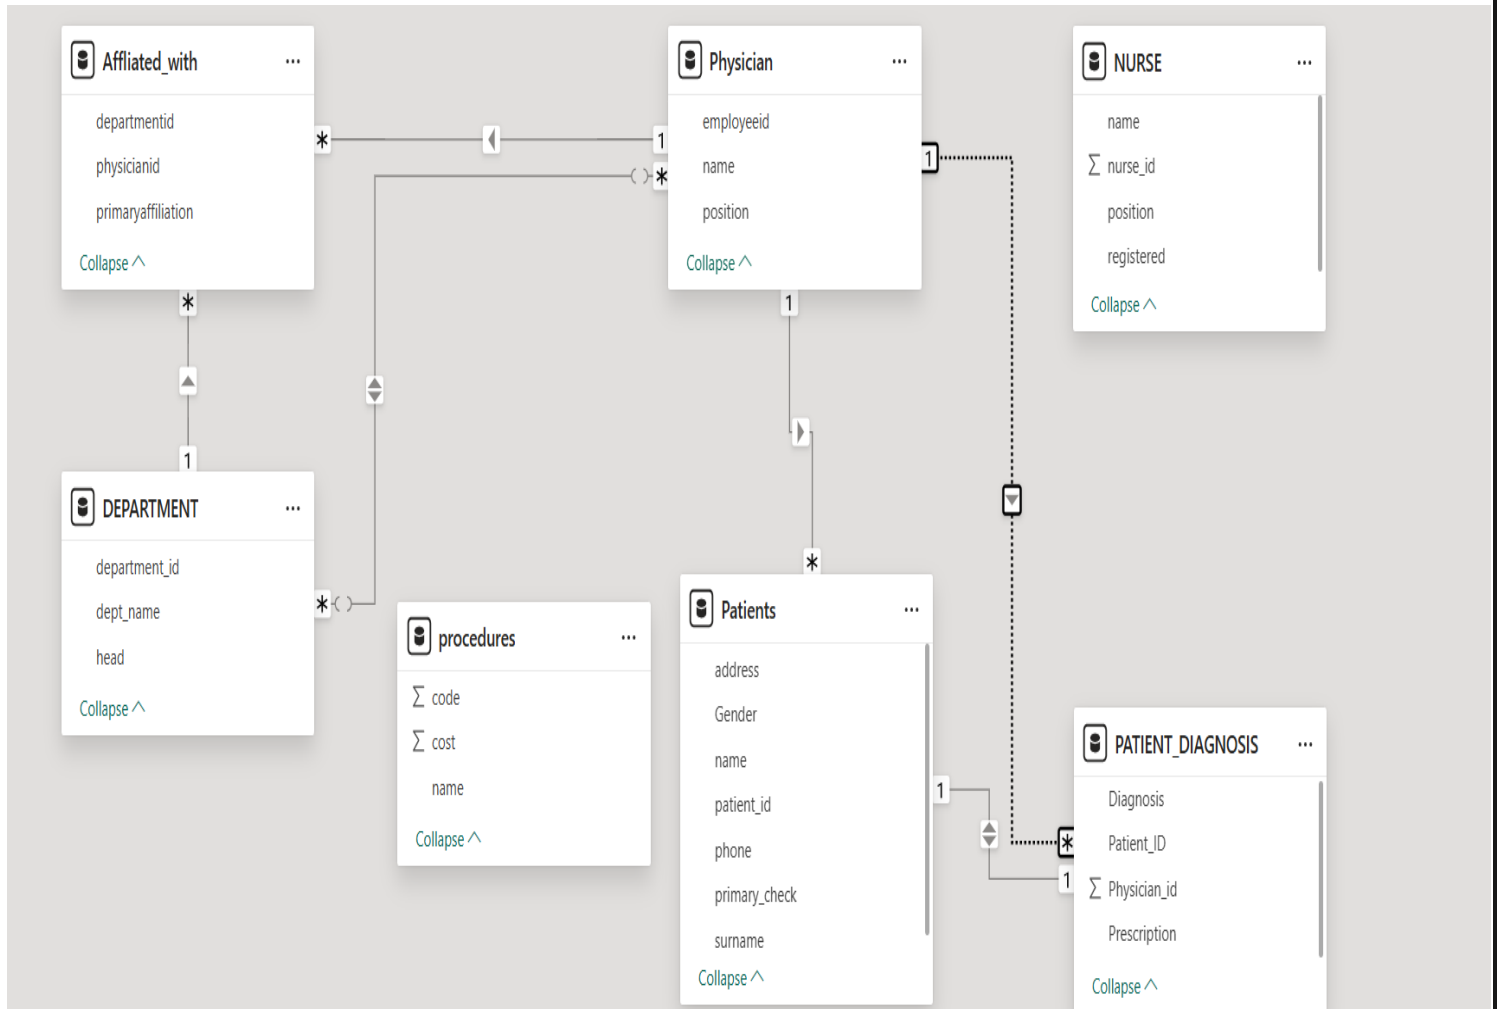 Affliated_with
...
departmentid
physicianid
primaryaffiliation
Collapse
Physician
...
employeeid
name
position
Collapse
NURSE
...
name
Σ nurse_id
position
registered
Collapse
*
1
*
1
1
*
1
*
DEPARTMENT
...
department_id
dept_name
head
Collapse
*
procedures
...
Σ code
Σ cost
name
Collapse
Patients
...
address
Gender
name
patient_id
phone
primary_check
surname
Collapse
1
*
1
PATIENT_DIAGNOSIS
...
Diagnosis
Patient_ID
Σ Physician_id
Prescription
Collapse